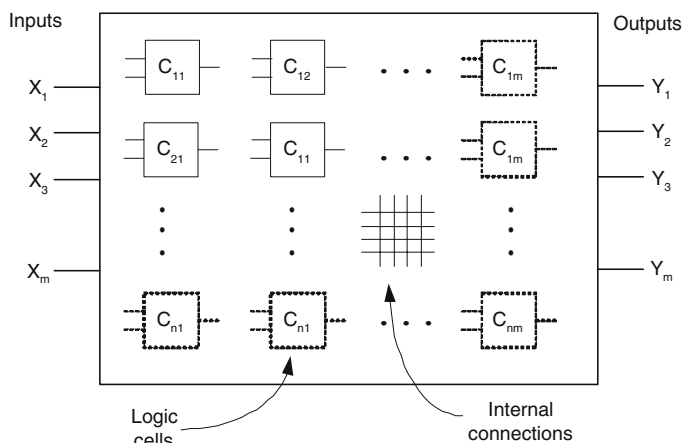 Inputs
Outputs
C11
C12
C1m
X1
Y1
X2
Y2
C21
C11
C1m
X3
Y3
Xm
Ym
Cn1
Cn1
Cnm
Logic
cells
Internal
connections